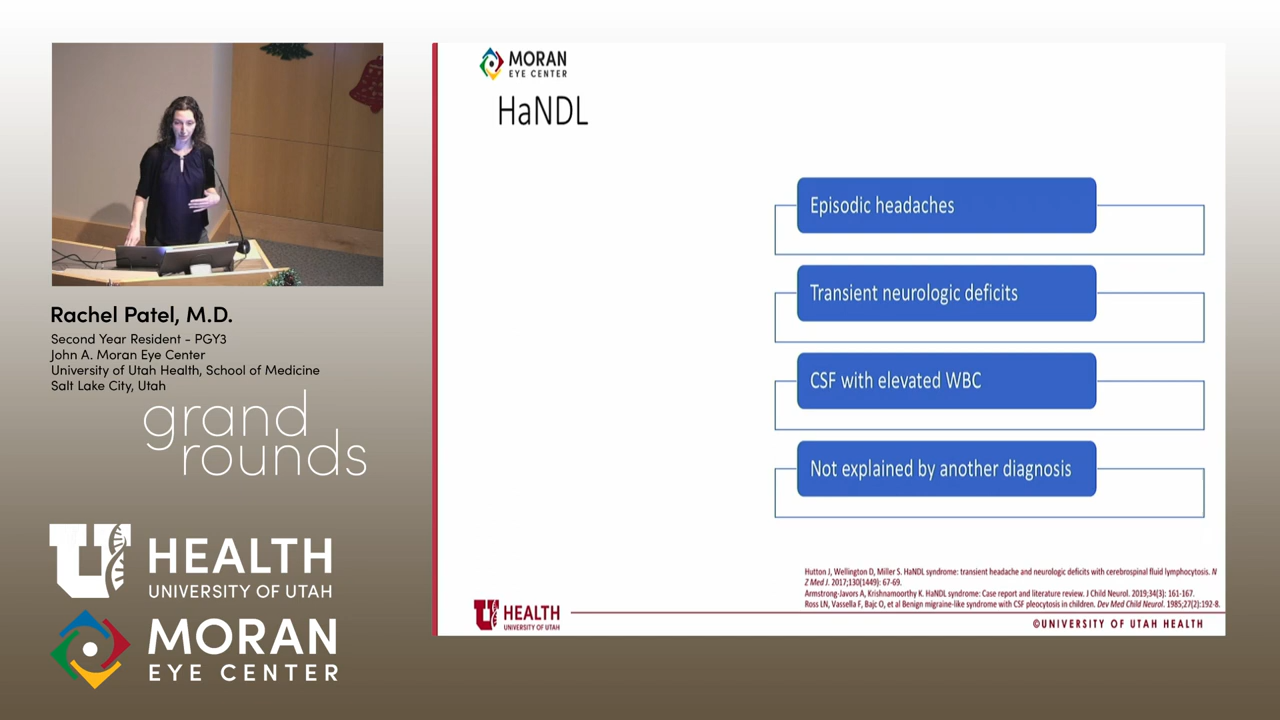 Rachel Patel, M.D.
Second Year Resident - PGY3
John A. Moran Eye Center
University of Utah Health, School of Medicine
Salt Lake City, Utah
grand
rounds
U
HEALTH
UNIVERSITY OF UTAH
MORAN
EYE CENTER
MORAN
EYE CENTER
HaNDL
Episodic headaches
Transient neurologic deficits
CSF with elevated WBC
Not explained by another diagnosis
Hutton J, Wellington D, Miller S. HaNDL syndrome: transient headache and neurologic deficits with cerebrospinal fluid lymphocytosis. N
Z Med J. 2017;130(1449): 67-69.
Armstrong-Javors A, Krishnamoorthy K. HaNDL syndrome: Case report and literature review. J Child Neurol. 2019;34(3): 161-167.
Ross LN, Vassella F, Bajc O, et al Benign migraine-like syndrome with CSF pleocytosis in children. Dev Med Child Neurol. 1985;27(2):192-8.
U
HEALTH
UNIVERSITY OF UTAH
©UNIVERSITY OF UTAH HEALTH